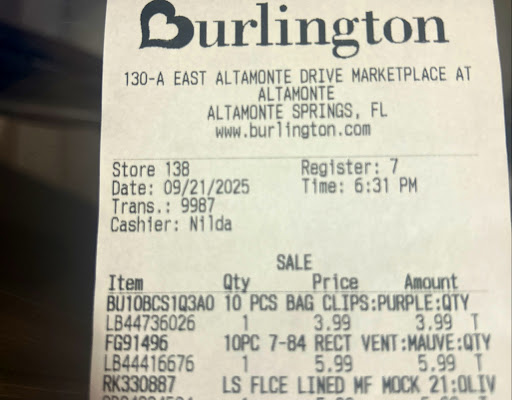 Burlington
130-A EAST ALTAMONTE DRIVE MARKETPLACE AT
ALTAMONTE
ALTAMONTE SPRINGS, FL
www.burlington.com
Store 138 Register: 7
Date: 09/21/2025 Time: 6:31 PM
Trans.: 9987
Cashier: Nilda
SALE
Item Qty Price Amount
BU10BCS1Q3A0 10 PCS BAG CLIPS:PURPLE:QTY
LB44736026 1 3.99 3.99 T
FG91496 10PC 7-84 RECT VENT:MAUVE:QTY
LB44416676 1 5.99 5.99 T
RK330887 LS FLCE LINED MF MOCK 21:OLIV